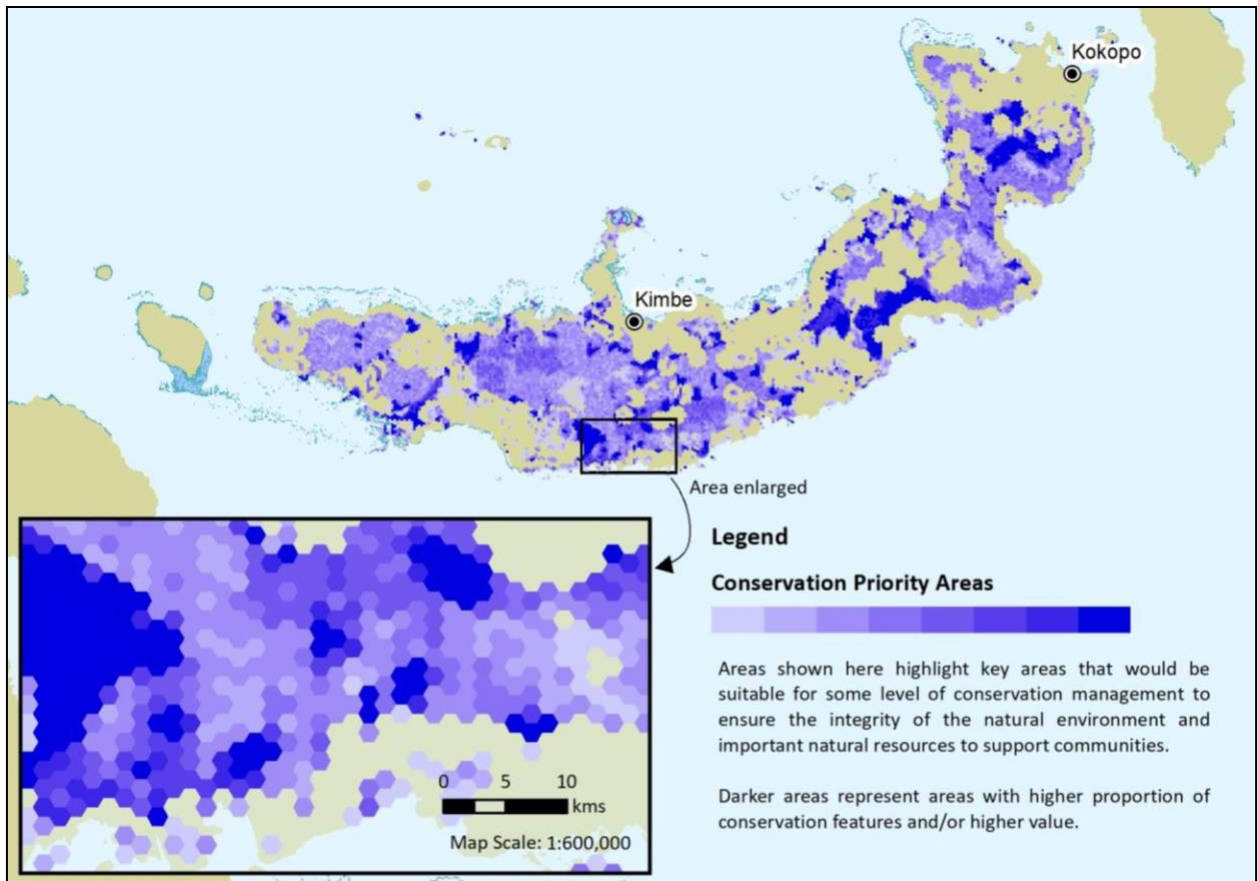 Kokopo
Kimbe
Area enlarged
Legend
Conservation Priority Areas
Areas shown here highlight key areas that would be
suitable for some level of conservation management to
ensure the integrity of the natural environment and
important natural resources to support communities.
Darker areas represent areas with higher proportion of
conservation features and/or higher value.
0 5 10
kms
Map Scale: 1:600,000